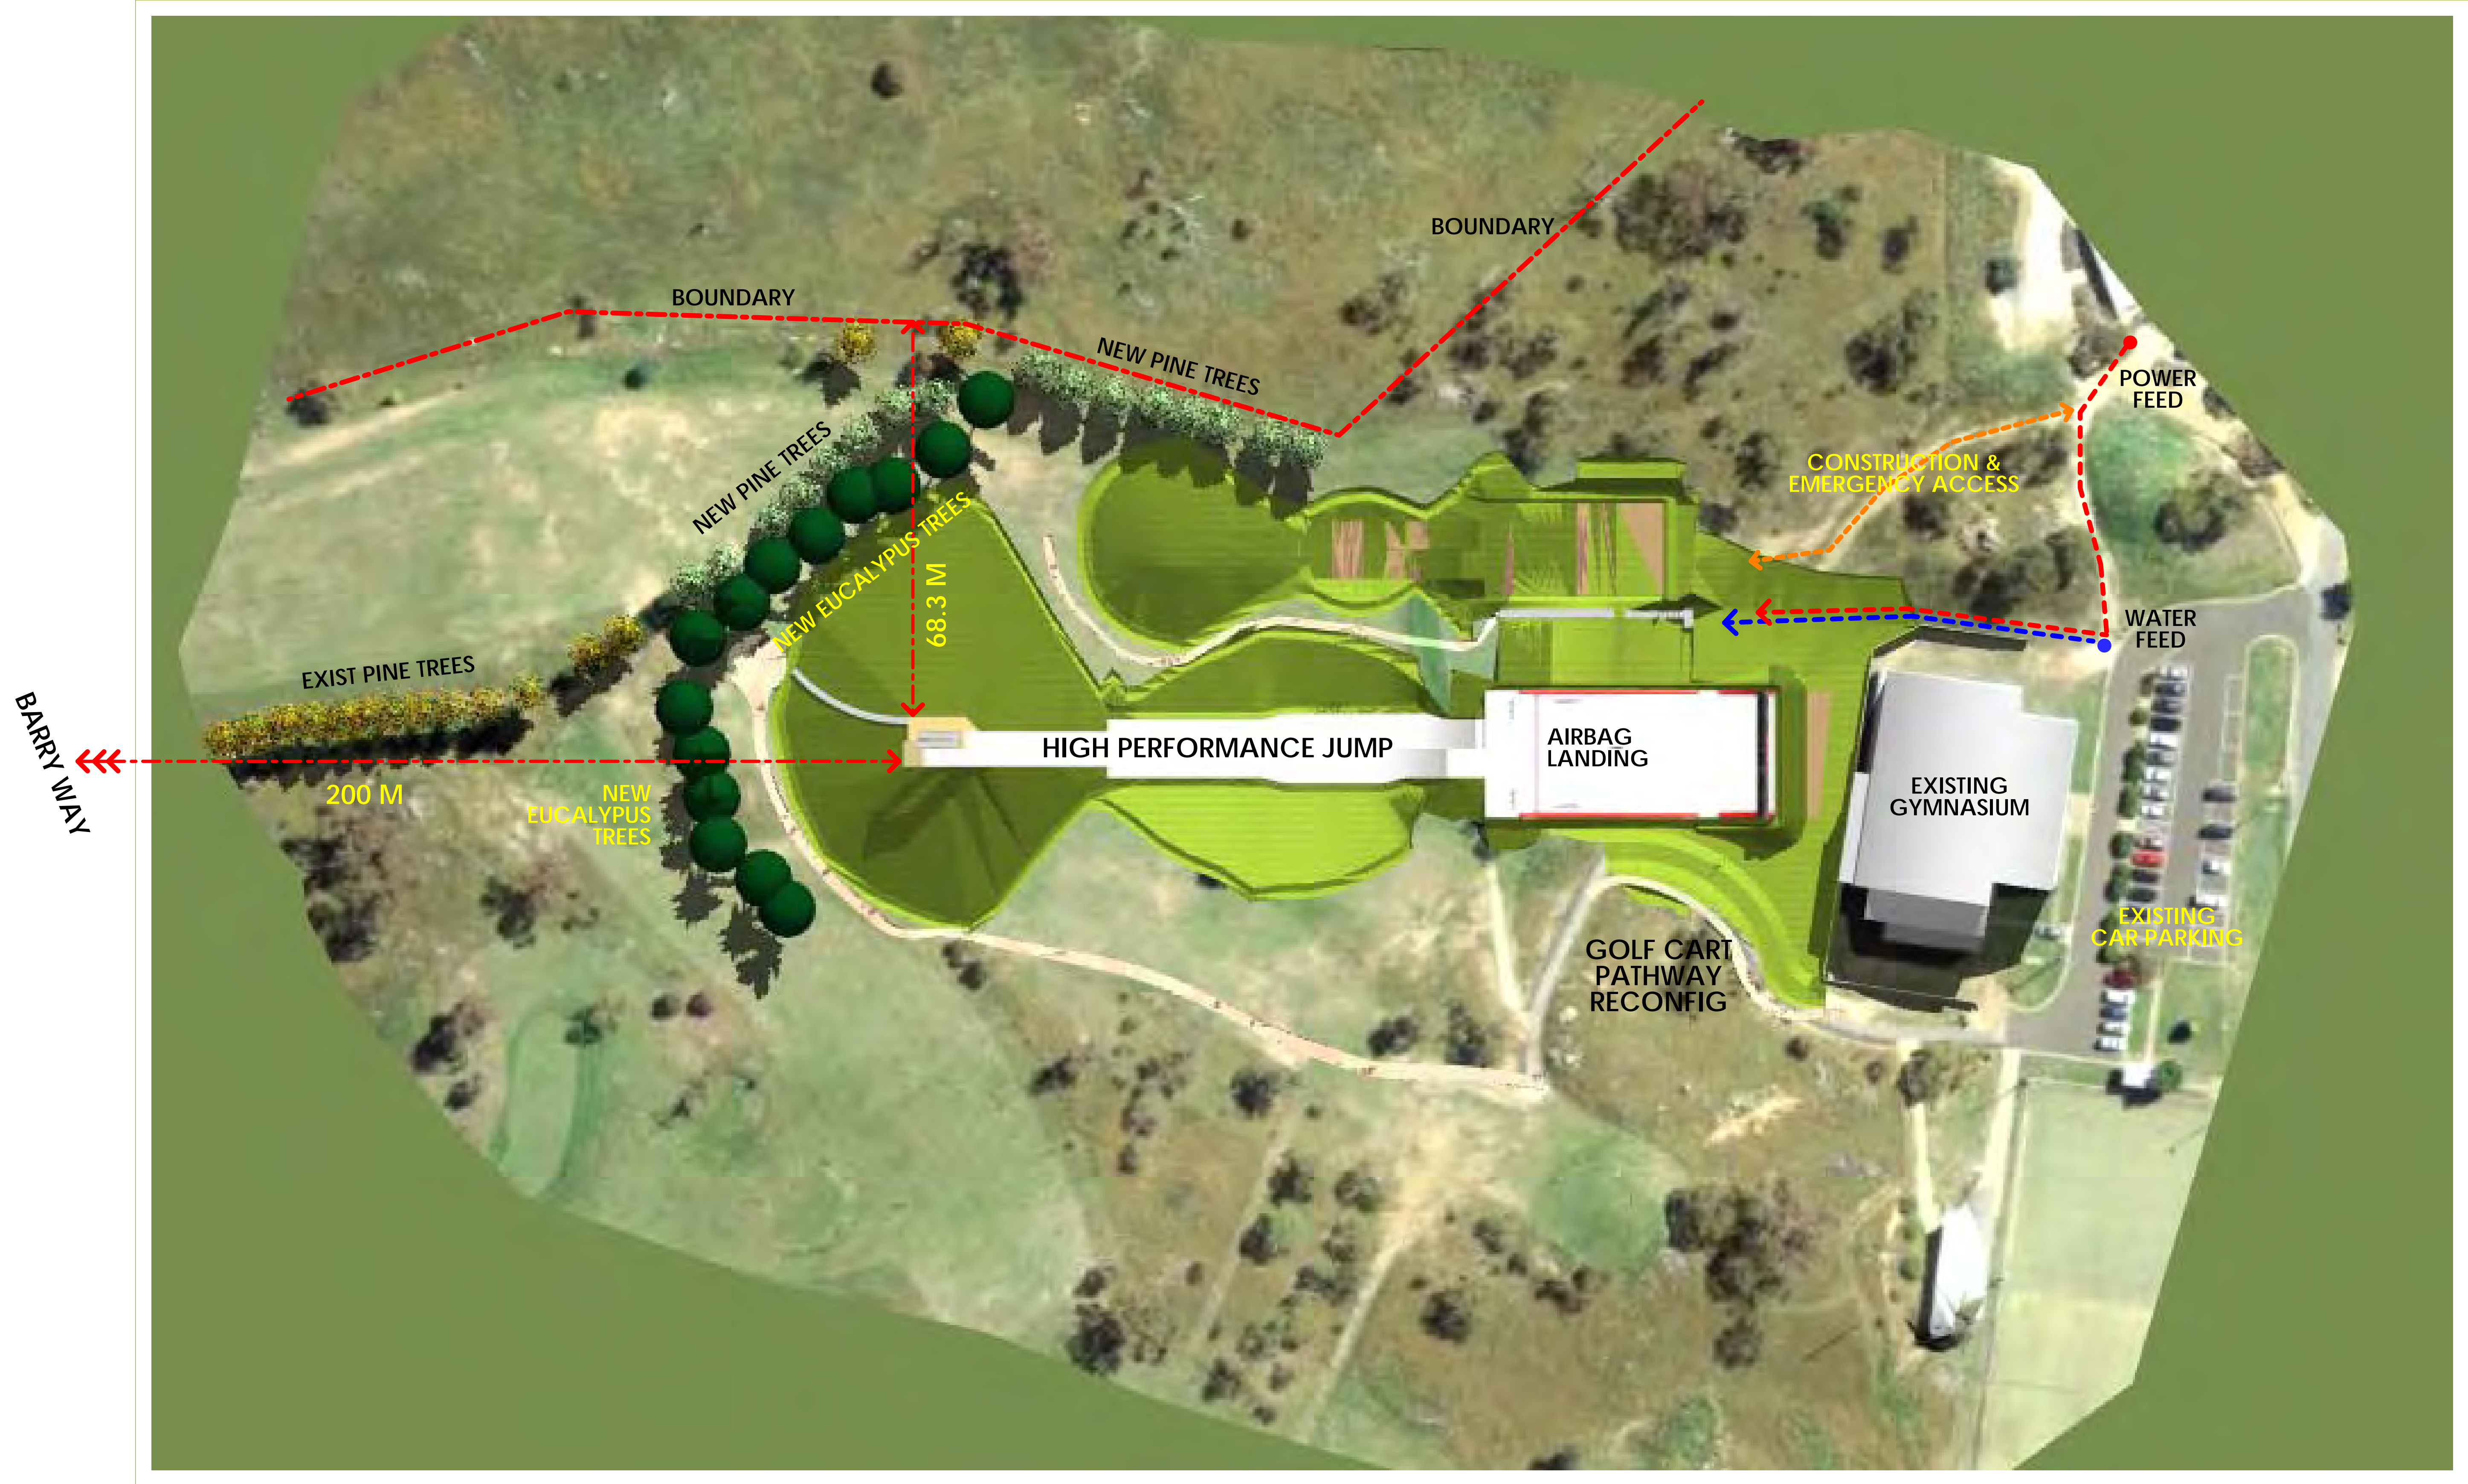 BOUNDARY
BOUNDARY
NEW PINE TREES
POWER
FEED
NEW PINE TREES
CONSTRUCTION &
EMERGENCY ACCESS
NEW EUCALYPUS TREES
68.3 M
WATER
FEED
EXIST PINE TREES
BARRY WAY
HIGH PERFORMANCE JUMP
AIRBAG
LANDING
200 M
NEW
EUCALYPUS
TREES
EXISTING
GYMNASIUM
EXISTING
CAR PARKING
GOLF CART
PATHWAY
RECONFIG